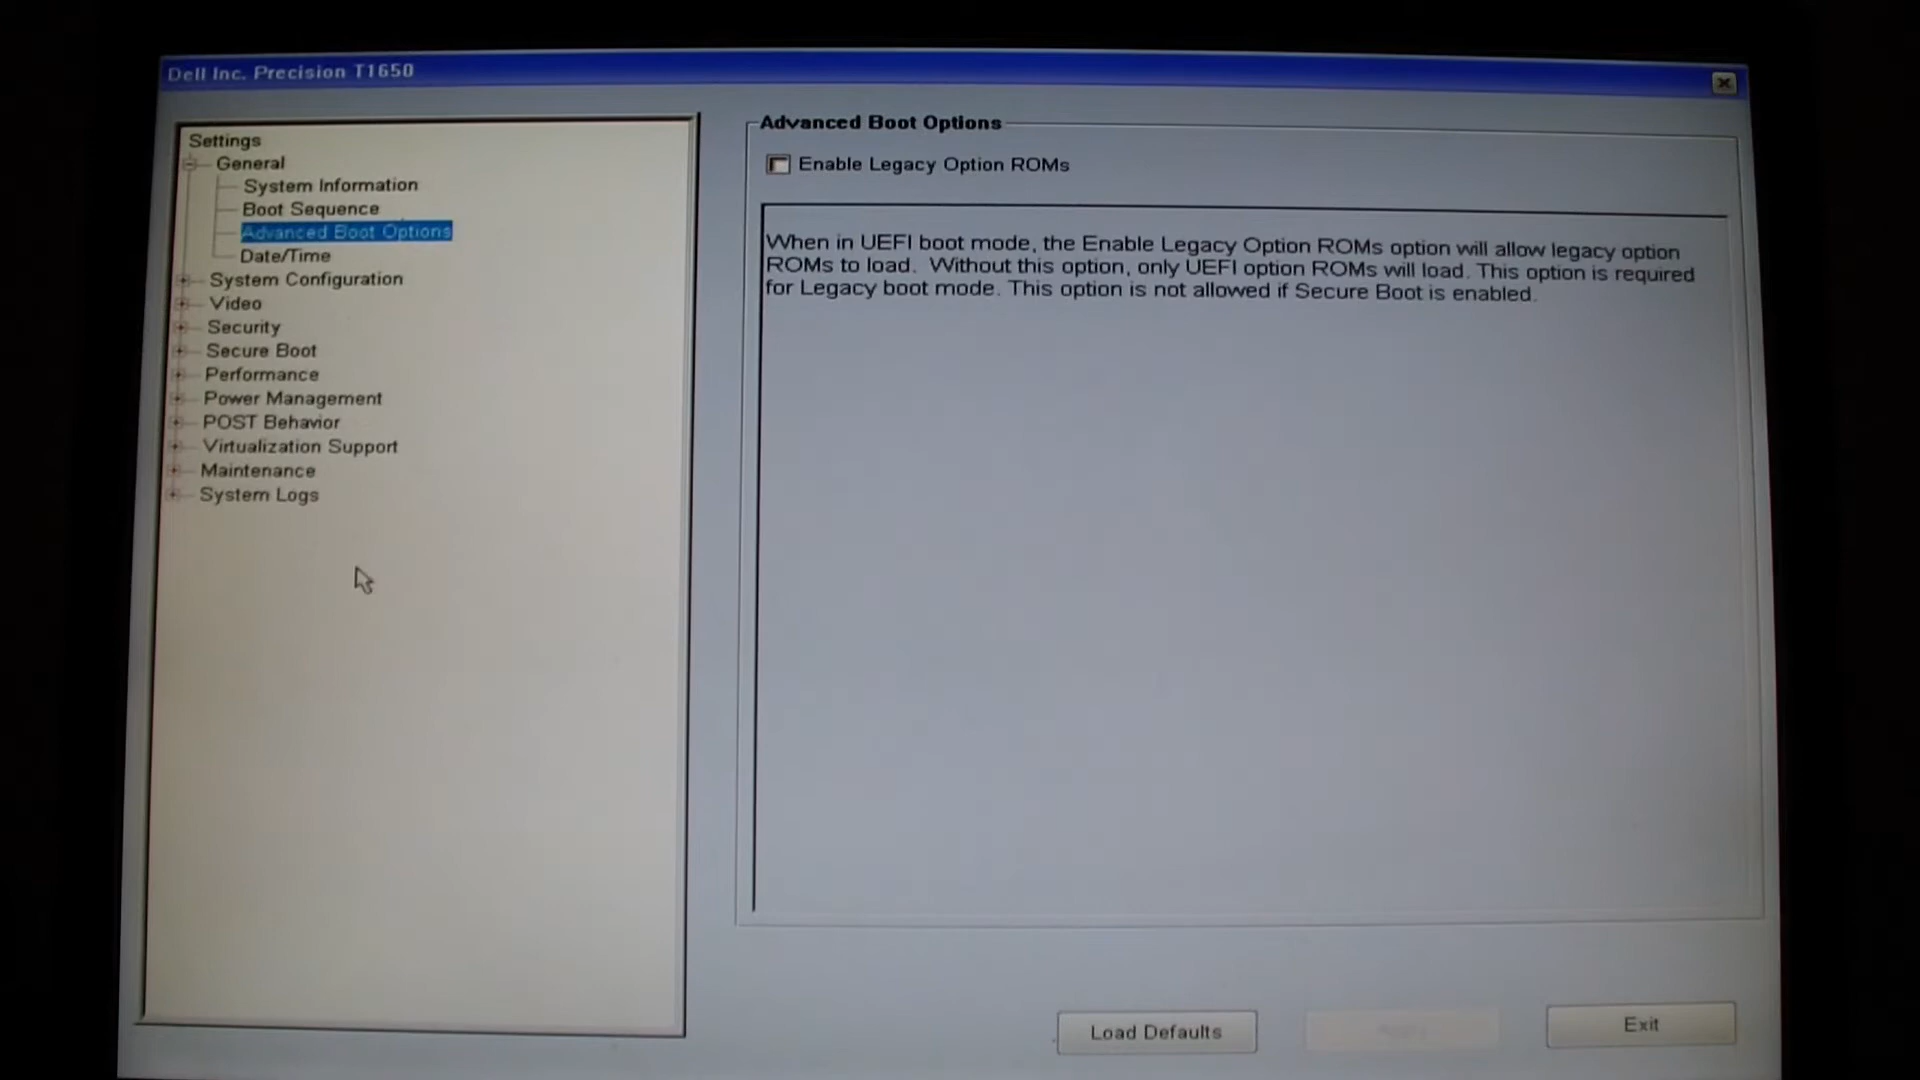 Dell Inc. Precision T1650
Settings
General
System Information
Boot Sequence
Advanced Boot Options
Date/Time
System Configuration
Video
Security
Secure Boot
Performance
Power Management
POST Behavior
Virtualization Support
Maintenance
System Logs
Advanced Boot Options
Enable Legacy Option ROMs
When in UEFI boot mode, the Enable Legacy Option ROMs option will allow legacy option
ROMs to load. Without this option, only UEFI option ROMs will load. This option is required
for Legacy boot mode. This option is not allowed if Secure Boot is enabled.
Load Defaults
Exit